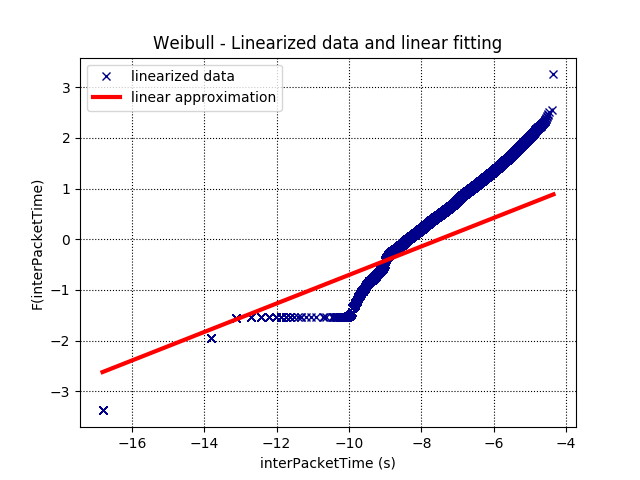 Weibull - Linearized data and linear fitting
linearized data
linear approximation
F(interPacketTime)
3
2
1
0
−1
−2
−3
−16
−14
−12
−10
−8
−6
−4
interPacketTime (s)